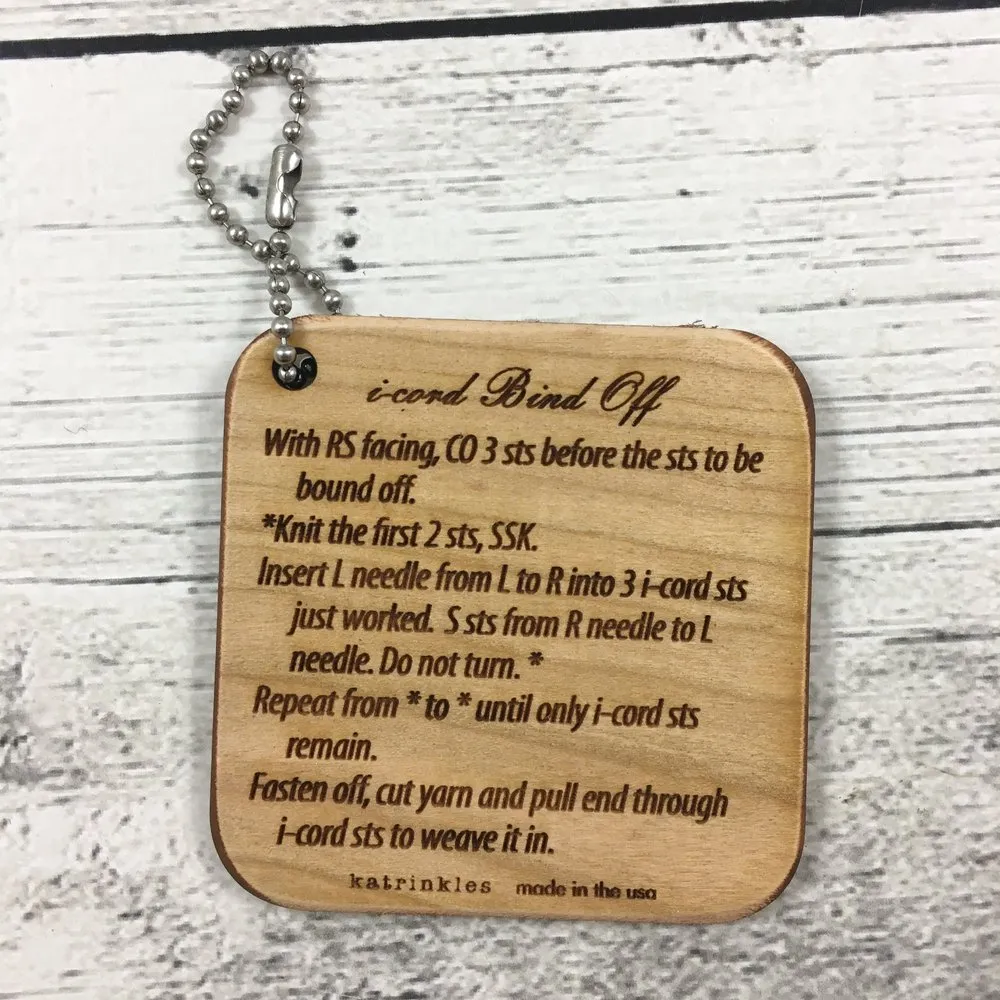 i-cord Bind Off
With RS facing, CO 3 sts before the sts to be
bound off.
*Knit the first 2 sts, SSK.
Insert L needle from L to R into 3 i-cord sts
just worked. S sts from R needle to L
needle. Do not turn. *
Repeat from * to * until only i-cord sts
remain.
Fasten off, cut yarn and pull end through
i-cord sts to weave it in.
katrinkles made in the usa